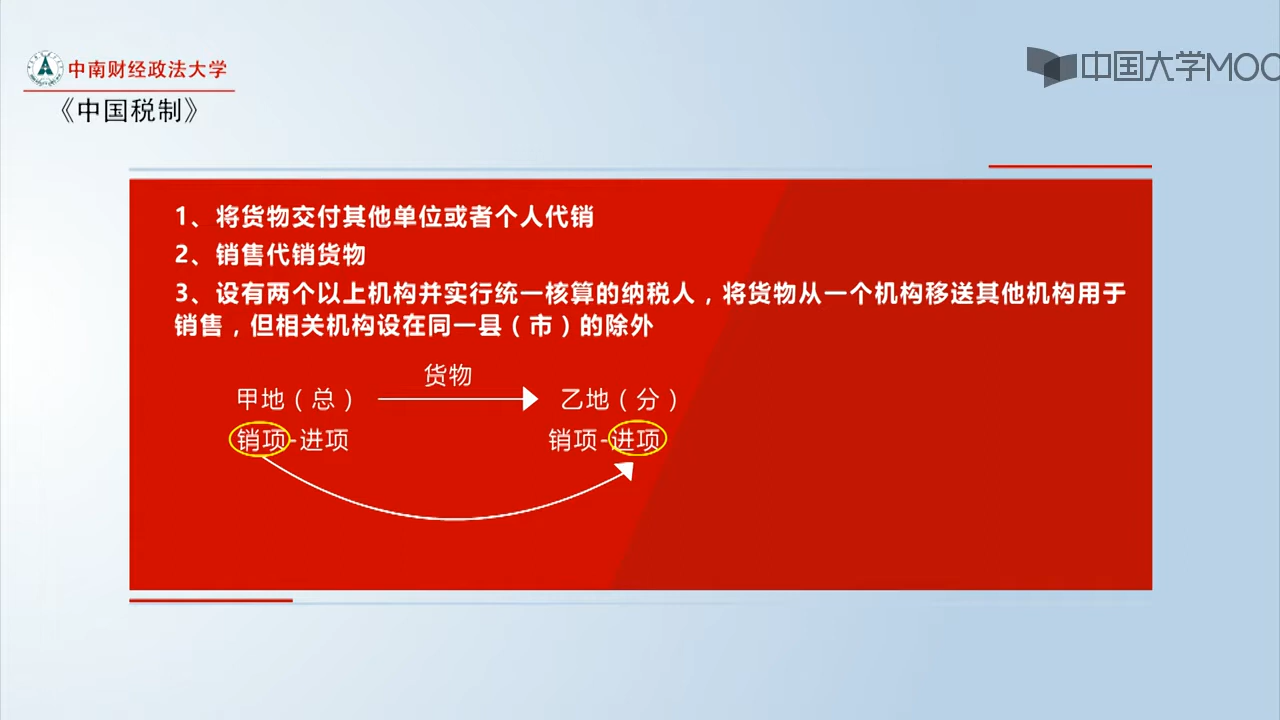 中南财经政法大学
《中国税制》
中国大学MOO
1、将货物交付其他单位或者个人代销
2、销售代销货物
3、设有两个以上机构并实行统一核算的纳税人，将货物从一个机构移送其他机构用于
销售，但相关机构设在同一县（市）的除外
货物
甲地（总） 乙地（分）
销项-进项 销项-进项